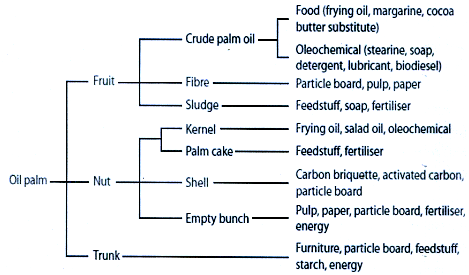 Food (frying oil, margarine, cocoa
butter substitute)
Crude palm oil
Oleochemical (stearine, soap,
detergent, lubricant, biodiesel)
Fruit
Fibre
Particle board, pulp, paper
Sludge
Feedstuff, soap, fertiliser
Kernel
Frying oil, salad oil, oleochemical
Palm cake
Feedstuff, fertiliser
Oil palm
Nut
Shell
Carbon briquette, activated carbon,
particle board
Empty bunch
Pulp, paper, particle board, fertiliser,
energy
Trunk
Furniture, particle board, feedstuff,
starch, energy